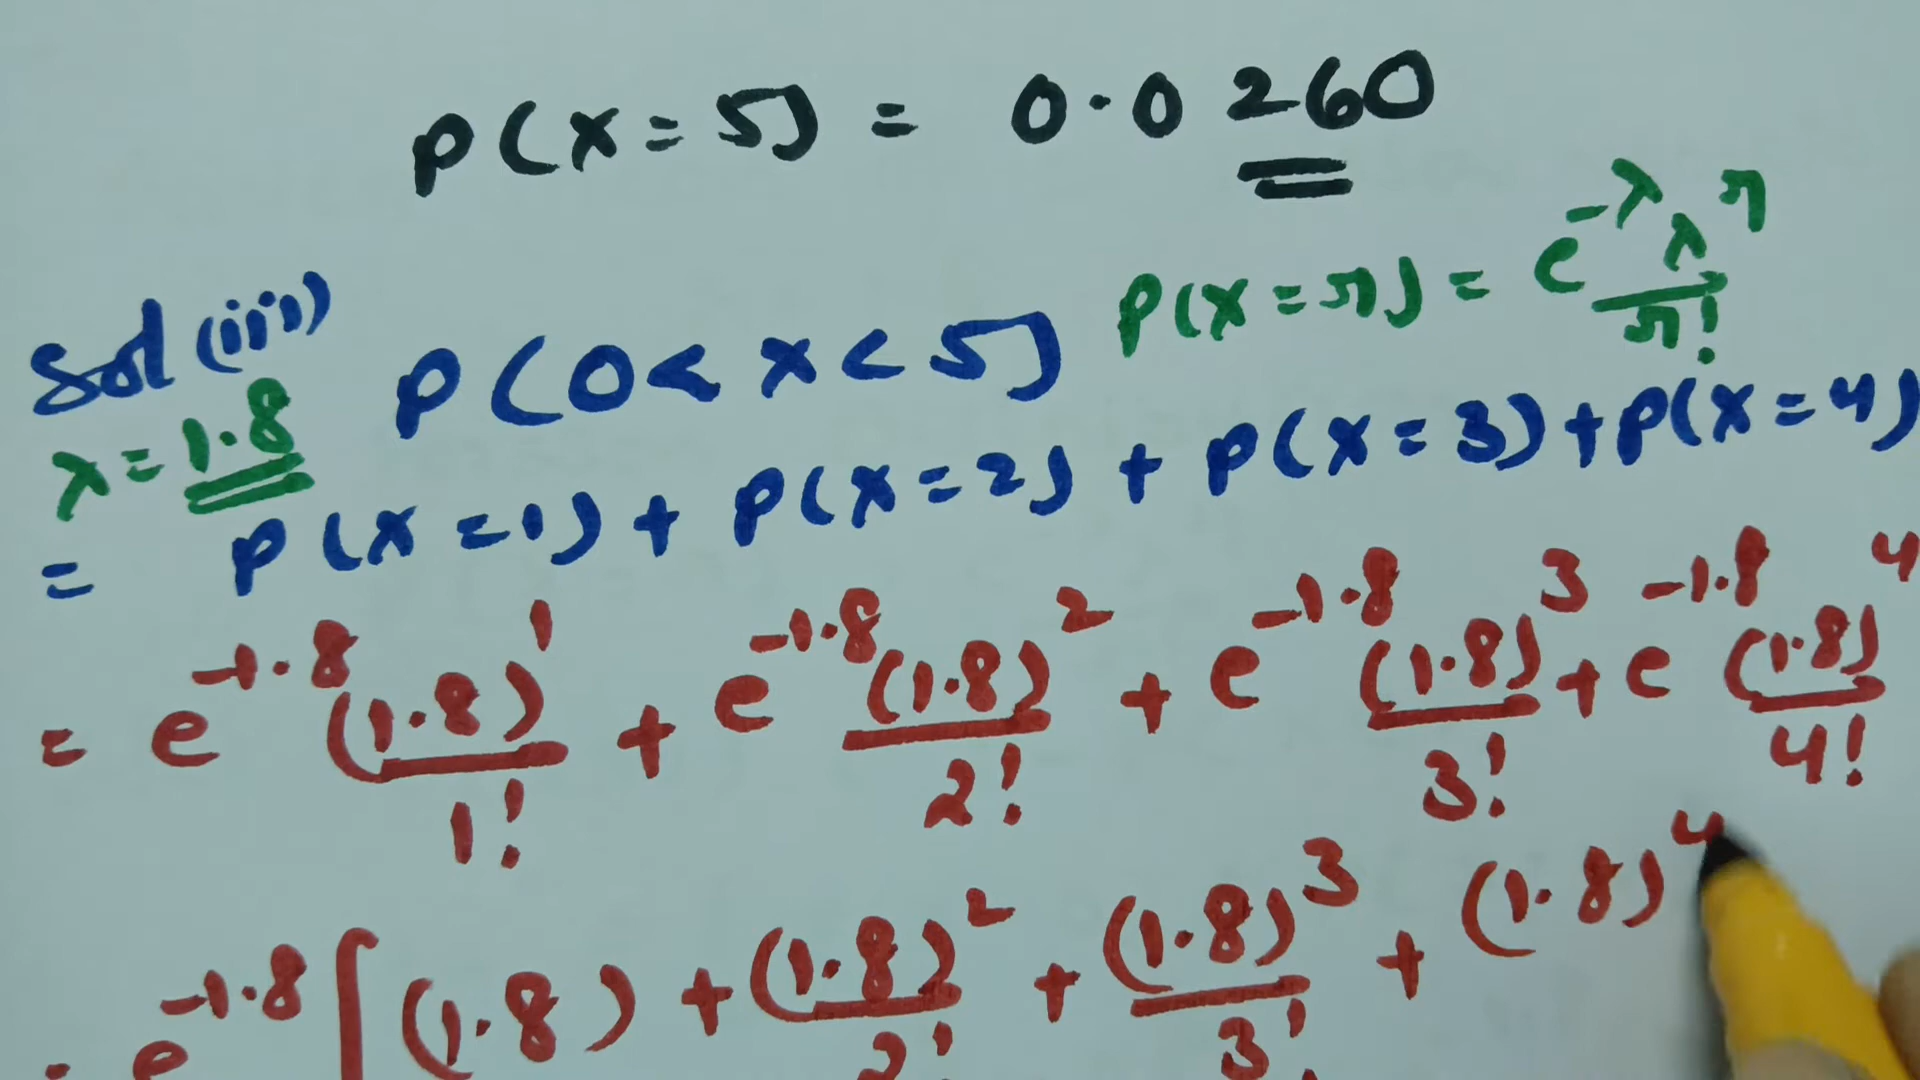 P(X=5) = 0.0260
P(X=r) = e^-λ λ^r / r!
Sol (iii) P(0<X<5)
λ=1.8
= P(X=1) + P(X=2) + P(X=3) + P(X=4)
= e^-1.8 (1.8)^1 / 1! + e^-1.8 (1.8)^2 / 2! + e^-1.8 (1.8)^3 / 3! + e^-1.8 (1.8)^4 / 4!
= e^-1.8 [(1.8) + (1.8)^2 / 2! + (1.8)^3 / 3! + (1.8)^4